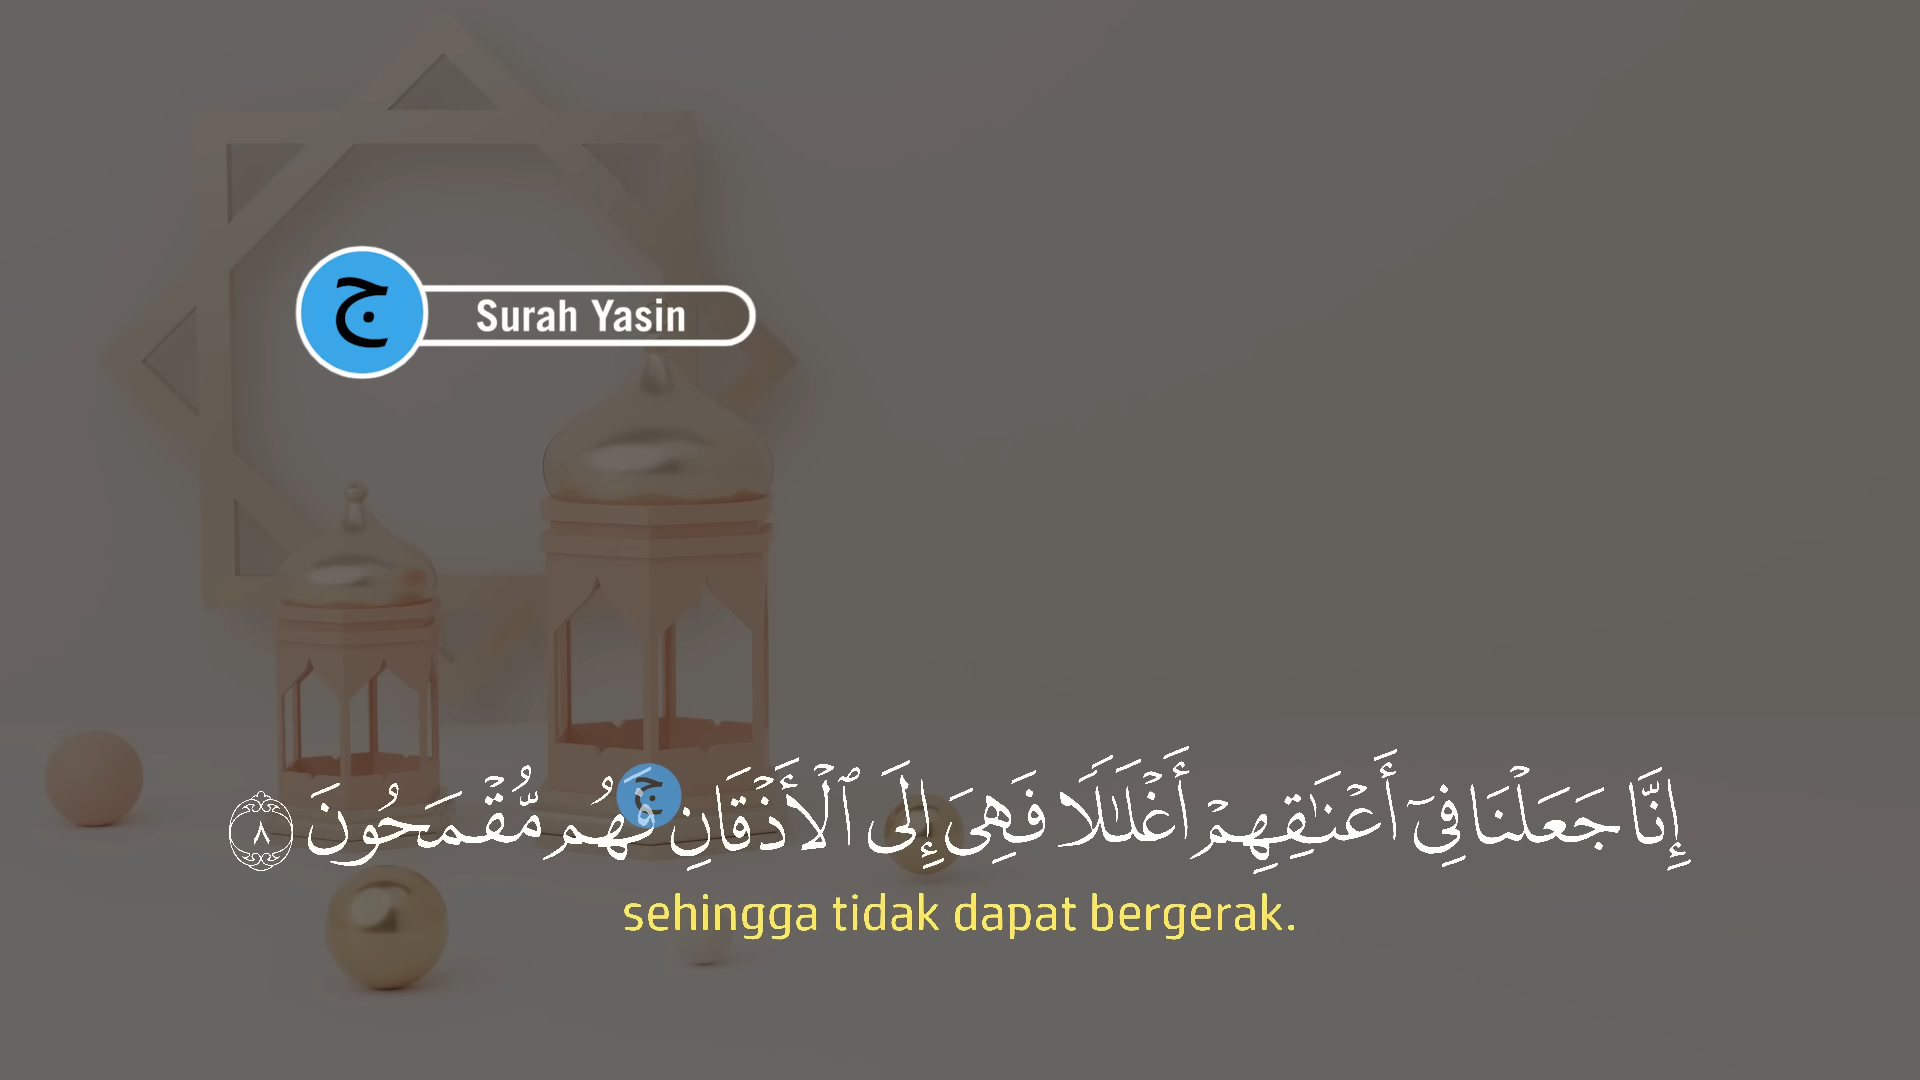 ج
Surah Yasin
إِنَّا جَعَلْنَا فِىٓ أَعْنَـٰقِهِمْ أَغْلَـٰلًا فَهِىَ إِلَى ٱلْأَذْقَانِ فَهُم مُّقْمَحُونَ ٨
ج
sehingga tidak dapat bergerak.